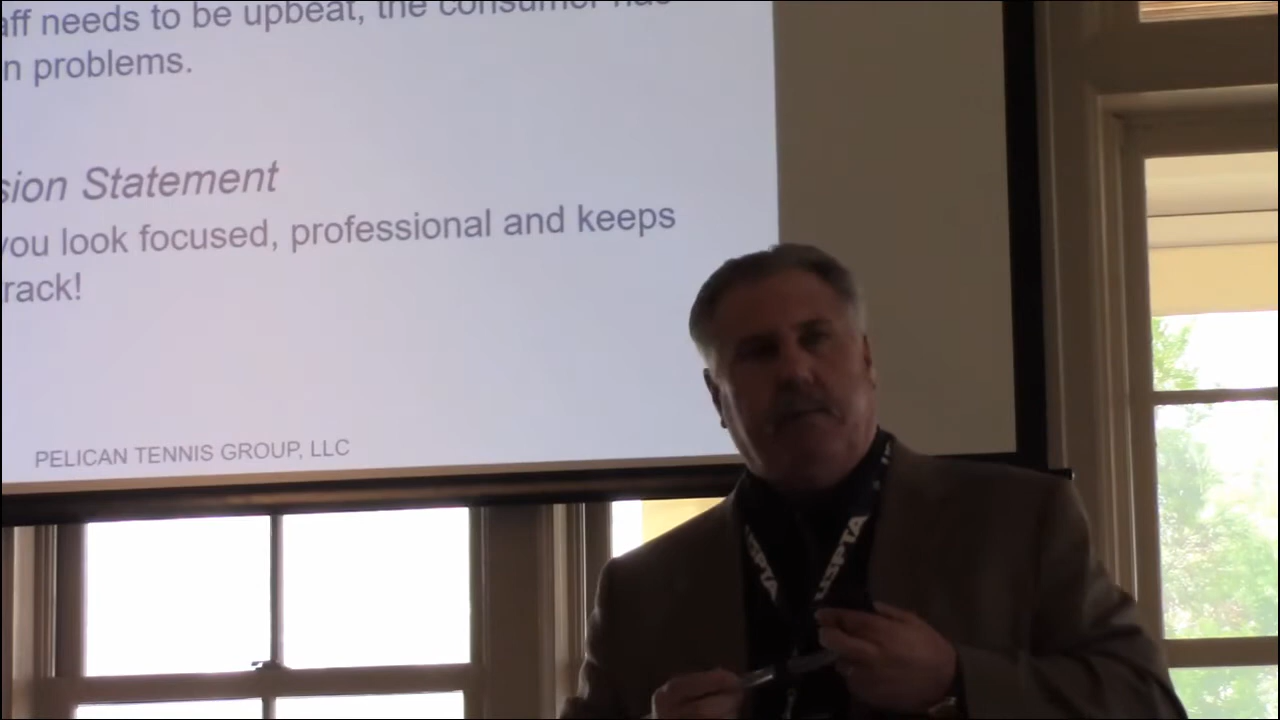 aff needs to be upbeat, the consumer has
n problems.
sion Statement
you look focused, professional and keeps
rack!
PELICAN TENNIS GROUP, LLC
USPTA